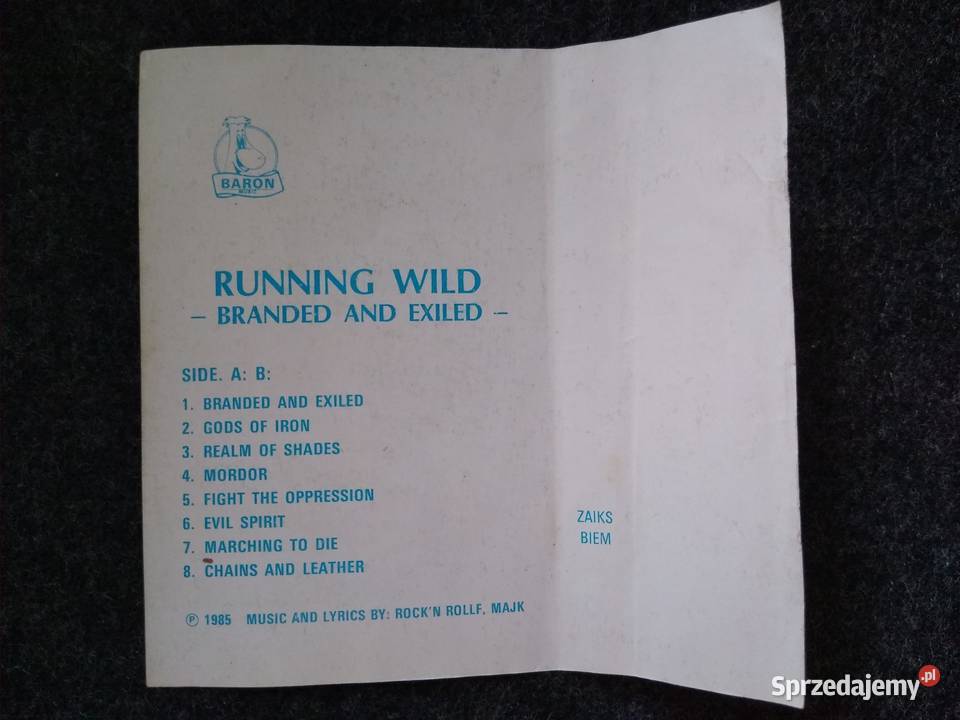 BARON
MUSIC
RUNNING WILD
– BRANDED AND EXILED –
SIDE. A: B:
1. BRANDED AND EXILED
2. GODS OF IRON
3. REALM OF SHADES
4. MORDOR
5. FIGHT THE OPPRESSION
6. EVIL SPIRIT
7. MARCHING TO DIE
8. CHAINS AND LEATHER
℗ 1985 MUSIC AND LYRICS BY: ROCK'N ROLLF, MAJK
ZAIKS
BIEM
Sprzedajemy.pl